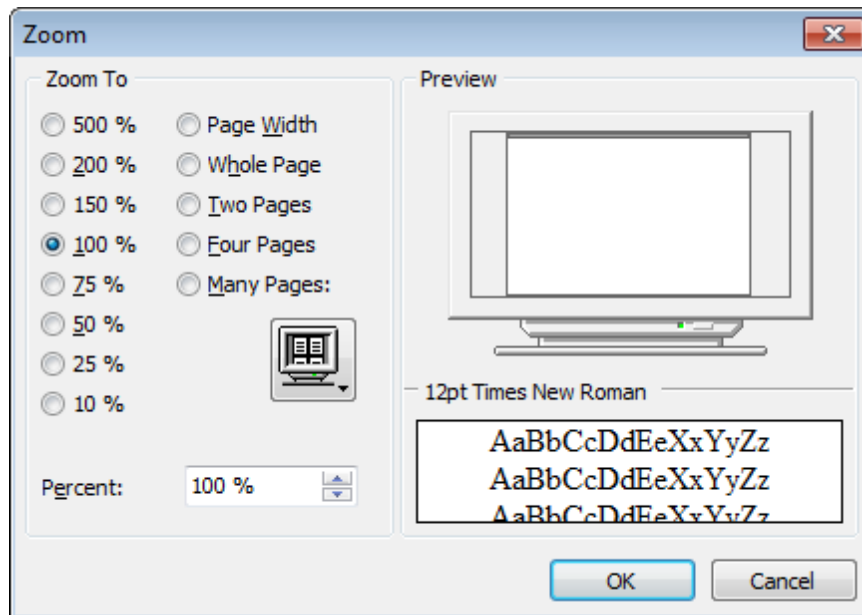 Zoom
Zoom To
500 %
200 %
150 %
100 %
75 %
50 %
25 %
10 %
Page Width
Whole Page
Two Pages
Four Pages
Many Pages:
Percent:
100 %
Preview
12pt Times New Roman
AaBbCcDdEeXxYyZz
AaBbCcDdEeXxYyZz
AaBbCcDdEeXxYyZz
OK
Cancel